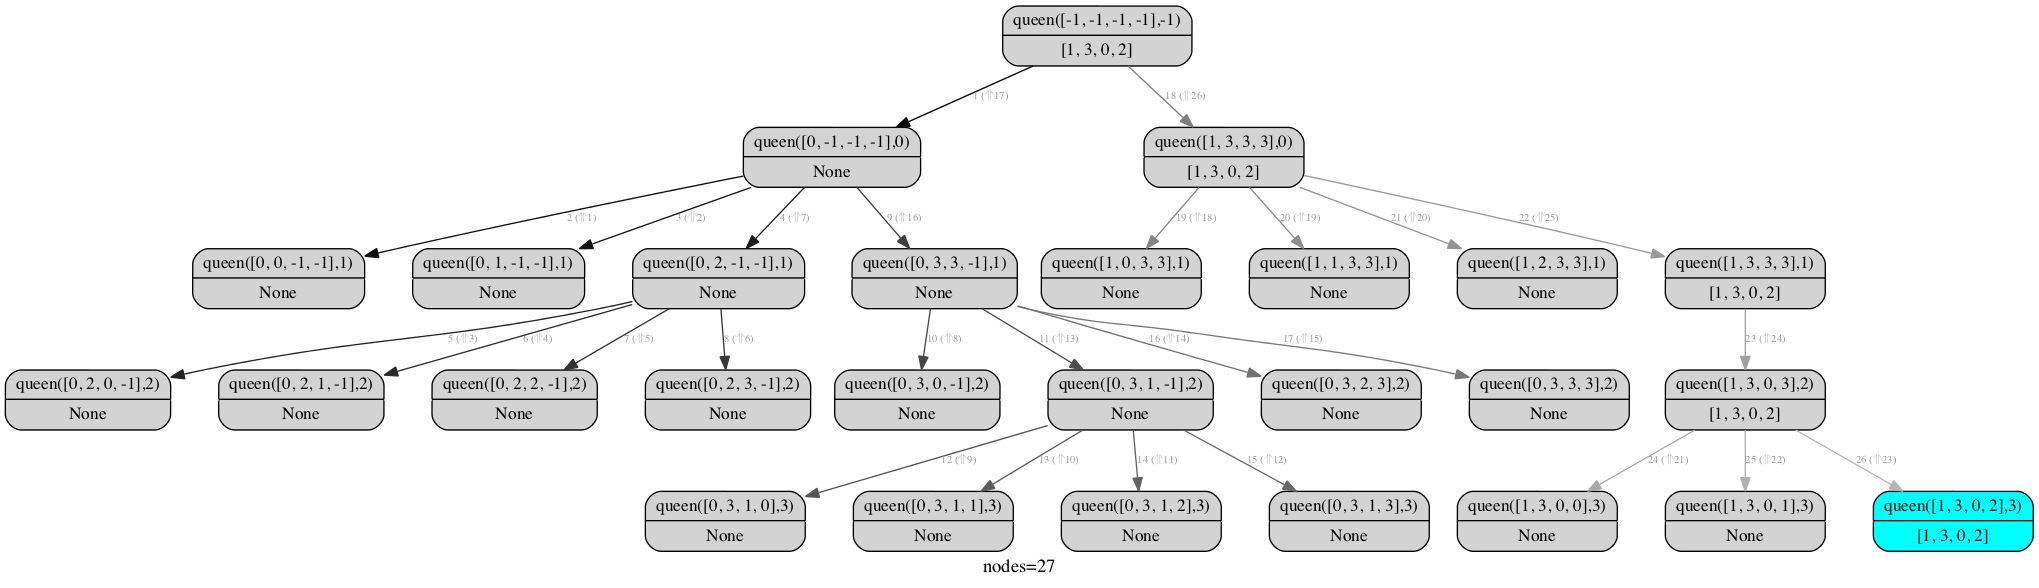 queen([-1, -1, -1, -1],-1)
[1, 3, 0, 2]
1 (⇑17)
18 (⇑26)
queen([0, -1, -1, -1],0)
None
queen([1, 3, 3, 3],0)
[1, 3, 0, 2]
2 (⇑1)
3 (⇑2)
4 (⇑7)
9 (⇑16)
19 (⇑18)
20 (⇑19)
21 (⇑20)
22 (⇑25)
queen([0, 0, -1, -1],1)
None
queen([0, 1, -1, -1],1)
None
queen([0, 2, -1, -1],1)
None
queen([0, 3, 3, -1],1)
None
queen([1, 0, 3, 3],1)
None
queen([1, 1, 3, 3],1)
None
queen([1, 2, 3, 3],1)
None
queen([1, 3, 3, 3],1)
[1, 3, 0, 2]
5 (⇑3)
6 (⇑4)
7 (⇑5)
8 (⇑6)
10 (⇑8)
11 (⇑13)
16 (⇑14)
17 (⇑15)
23 (⇑24)
queen([0, 2, 0, -1],2)
None
queen([0, 2, 1, -1],2)
None
queen([0, 2, 2, -1],2)
None
queen([0, 2, 3, -1],2)
None
queen([0, 3, 0, -1],2)
None
queen([0, 3, 1, -1],2)
None
queen([0, 3, 2, 3],2)
None
queen([0, 3, 3, 3],2)
None
queen([1, 3, 0, 3],2)
[1, 3, 0, 2]
12 (⇑9)
13 (⇑10)
14 (⇑11)
15 (⇑12)
24 (⇑21)
25 (⇑22)
26 (⇑23)
queen([0, 3, 1, 0],3)
None
queen([0, 3, 1, 1],3)
None
queen([0, 3, 1, 2],3)
None
queen([0, 3, 1, 3],3)
None
queen([1, 3, 0, 0],3)
None
queen([1, 3, 0, 1],3)
None
queen([1, 3, 0, 2],3)
[1, 3, 0, 2]
nodes=27